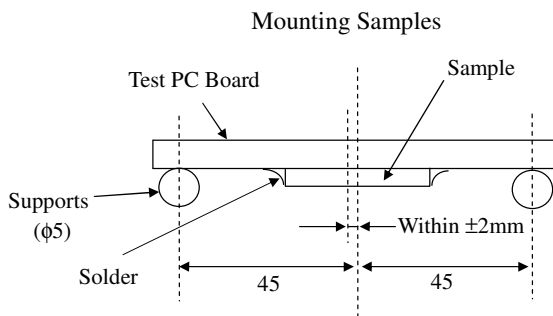 Mounting Samples
Test PC Board
Sample
Supports
(ϕ5)
Within ±2mm
Solder
45
45